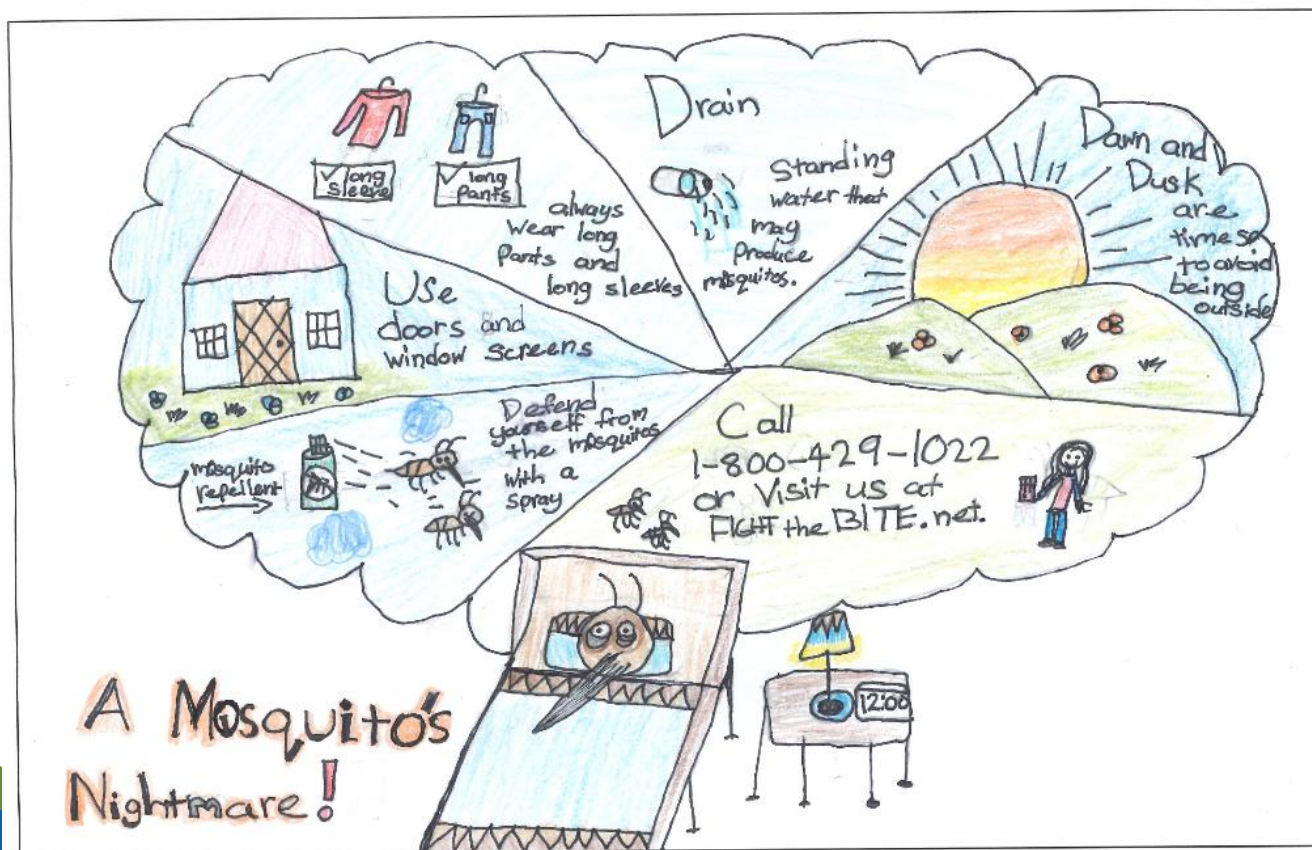 ✓ long
sleeve
✓ long
Pants
always
wear long
Pants and
long sleeves
Drain
Standing
water that
may
Produce
mosquitos.
Dawn and
Dusk
are
times
to avoid
being
outside
Use
doors and
window screens
mosquito
repellent
Defend
yourself from
the mosquitos
with a
spray
Call
1-800-429-1022
or Visit us at
FIGHT the BITE.net.
12:00
A Mosquito's
Nightmare!